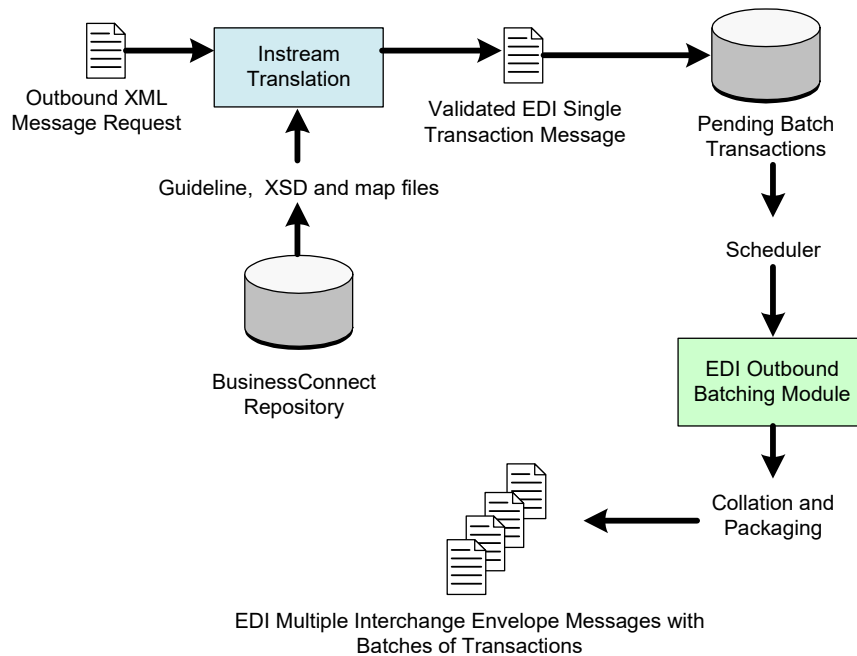 Instream
Translation
Outbound XML
Message Request
Validated EDI Single
Transaction Message
Pending Batch
Transactions
Guideline, XSD and map files
Scheduler
BusinessConnect
Repository
EDI Outbound
Batching Module
Collation and
Packaging
EDI Multiple Interchange Envelope Messages with
Batches of Transactions